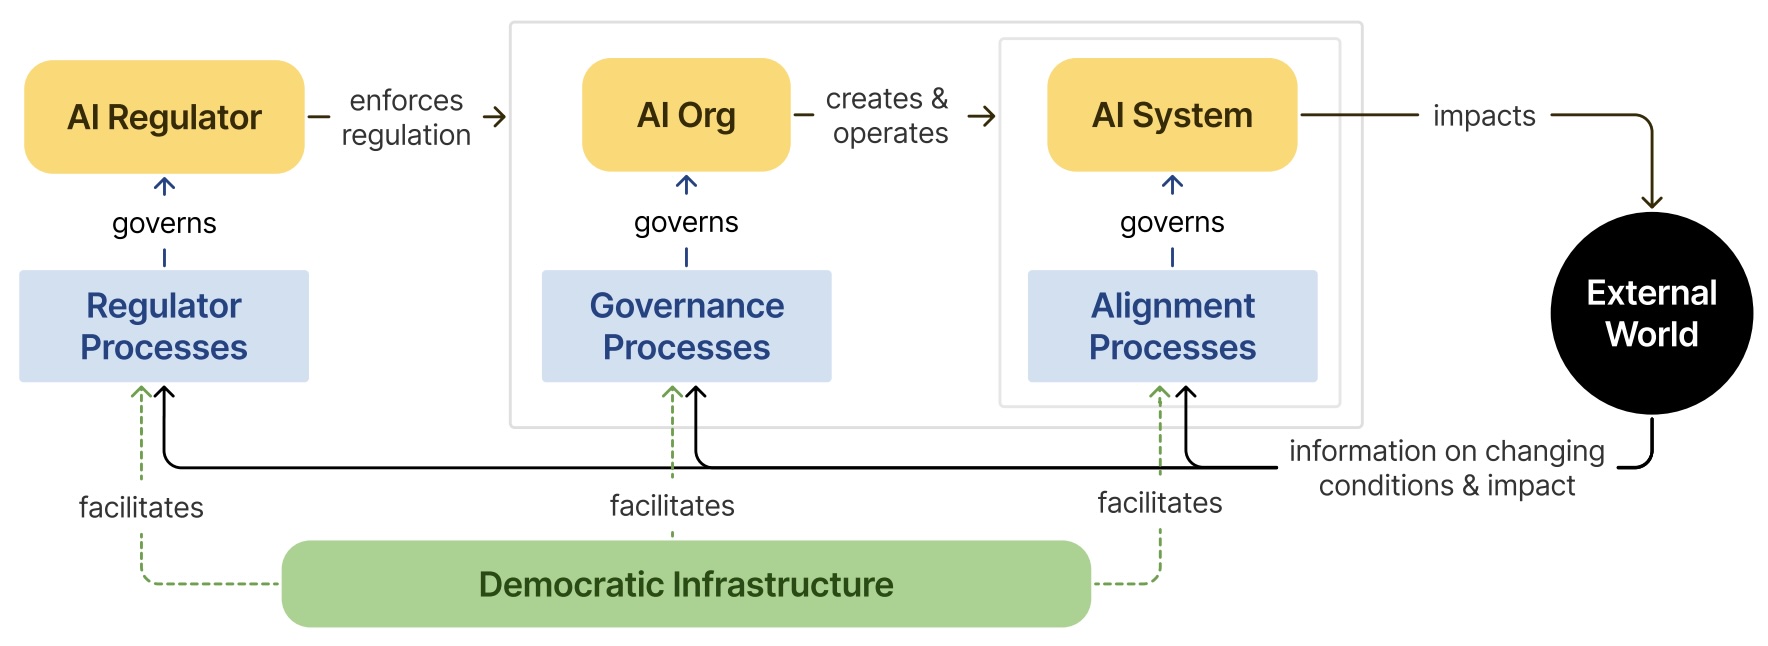 AI Regulator
enforces
regulation
AI Org
creates &
operates
AI System
impacts
governs
governs
governs
Regulator
Processes
Governance
Processes
Alignment
Processes
External
World
information on changing
conditions & impact
facilitates
facilitates
facilitates
Democratic Infrastructure